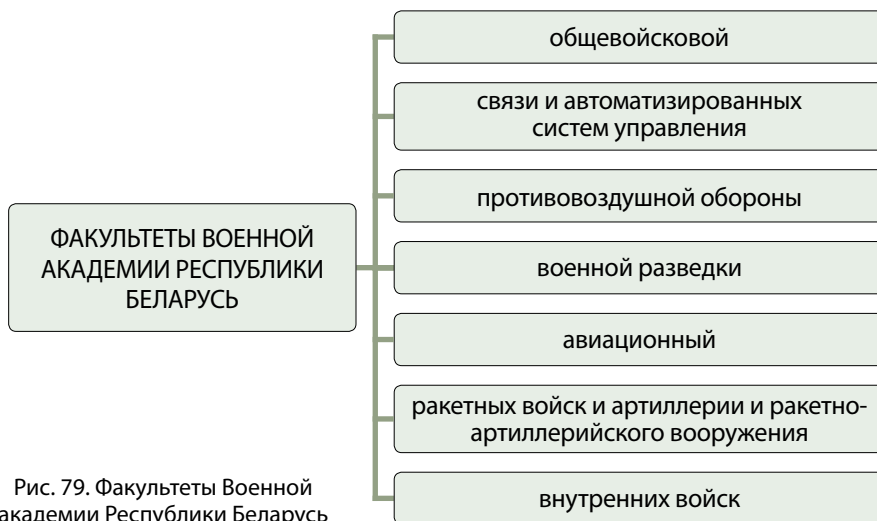 ФАКУЛЬТЕТЫ ВОЕННОЙ
АКАДЕМИИ РЕСПУБЛИКИ
БЕЛАРУСЬ
общевойсковой
связи и автоматизированных
систем управления
противовоздушной обороны
военной разведки
авиационный
ракетных войск и артиллерии и ракетно-
артиллерийского вооружения
внутренних войск
Рис. 79. Факультеты Военной
академии Республики Беларусь